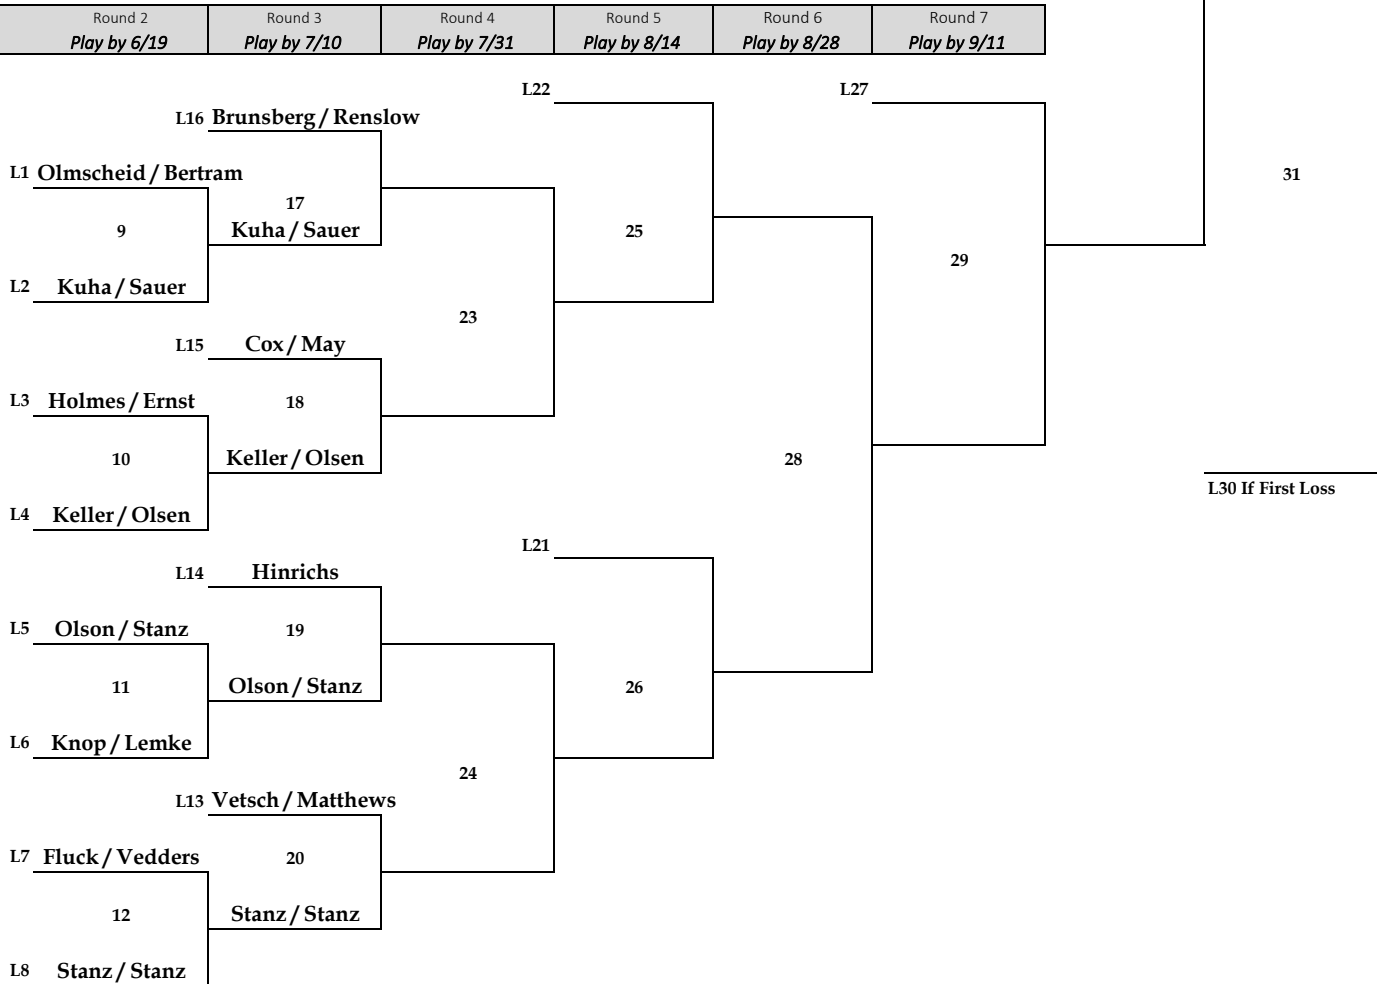 Round 2 Round 3 Round 4 Round 5 Round 6 Round 7
Play by 6/19 Play by 7/10 Play by 7/31 Play by 8/14 Play by 8/28 Play by 9/11
L22 L27
L16 Brunsberg / Renslow
L1 Olmscheid / Bertram 31
17
9 Kuha / Sauer 25
29
L2 Kuha / Sauer
23
L15 Cox / May
L3 Holmes / Ernst 18
10 Keller / Olsen 28
L30 If First Loss
L4 Keller / Olsen
L21
L14 Hinrichs
L5 Olson / Stanz 19
11 Olson / Stanz 26
L6 Knop / Lemke
24
L13 Vetsch / Matthews
L7 Fluck / Vedders 20
12 Stanz / Stanz
L8 Stanz / Stanz